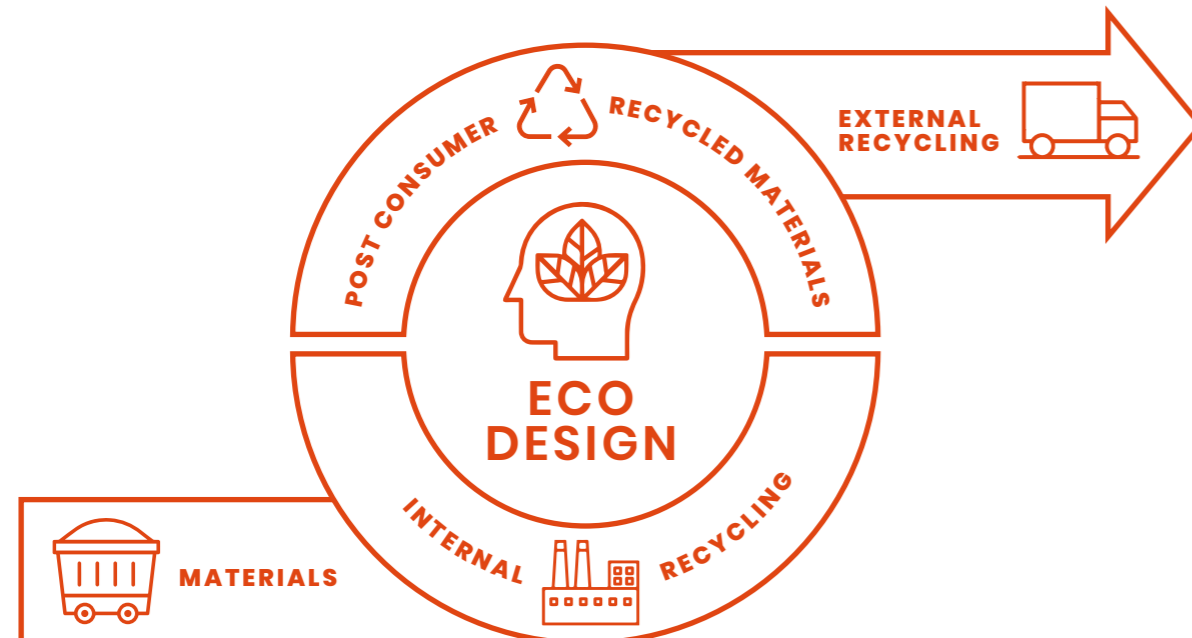 POST CONSUMER
RECYCLED MATERIALS
EXTERNAL
RECYCLING
ECO
DESIGN
INTERNAL
RECYCLING
MATERIALS